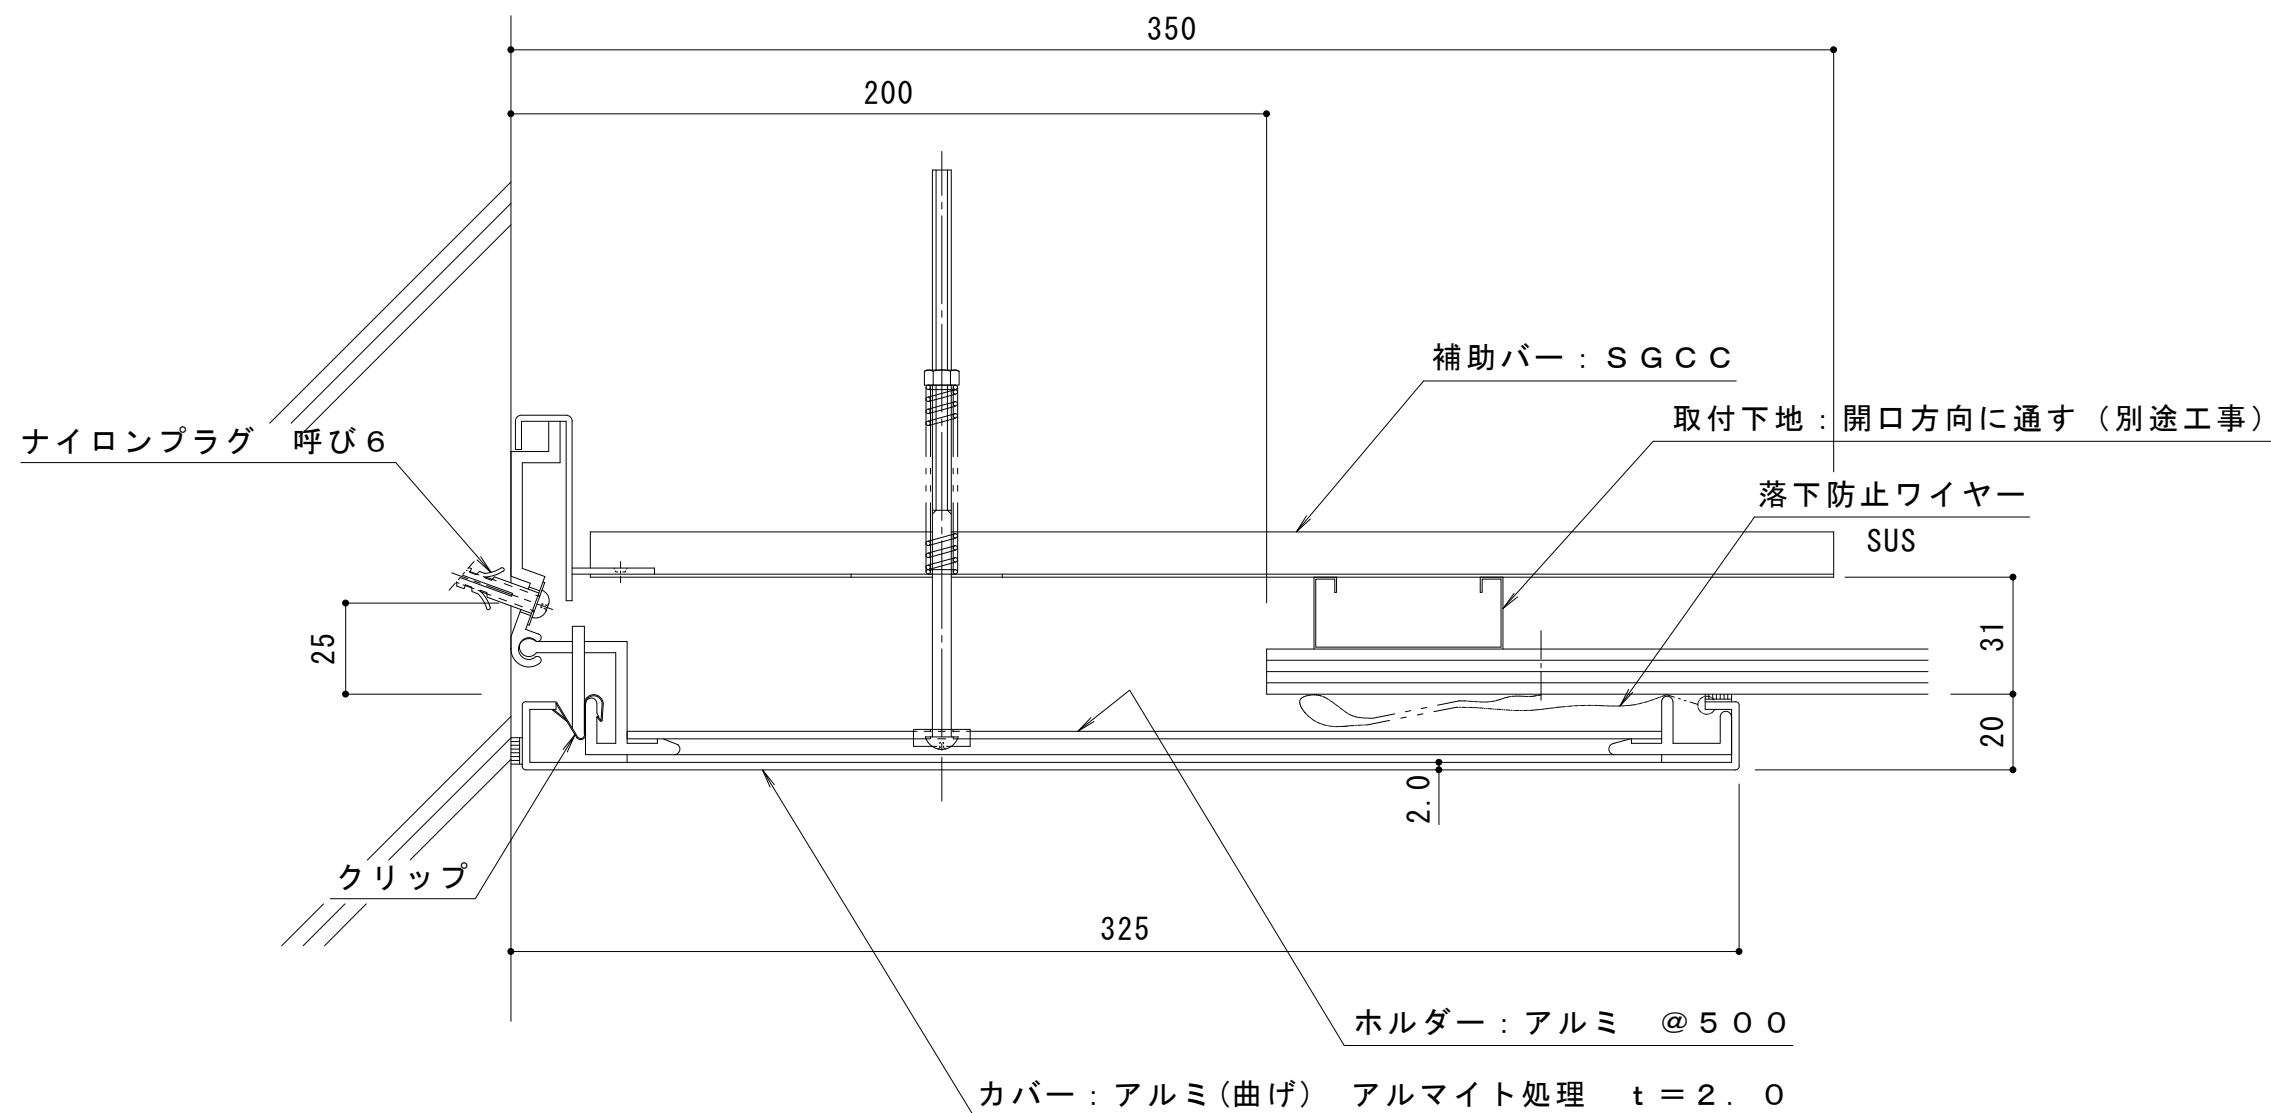 350
200
補助バー：ＳＧＣＣ
取付下地：開口方向に通す（別途工事）
ナイロンプラグ　呼び６
落下防止ワイヤー
SUS
25
31
20
2.0
クリップ
325
ホルダー：アルミ　＠５００
カバー：アルミ(曲げ)　アルマイト処理　ｔ＝２．０